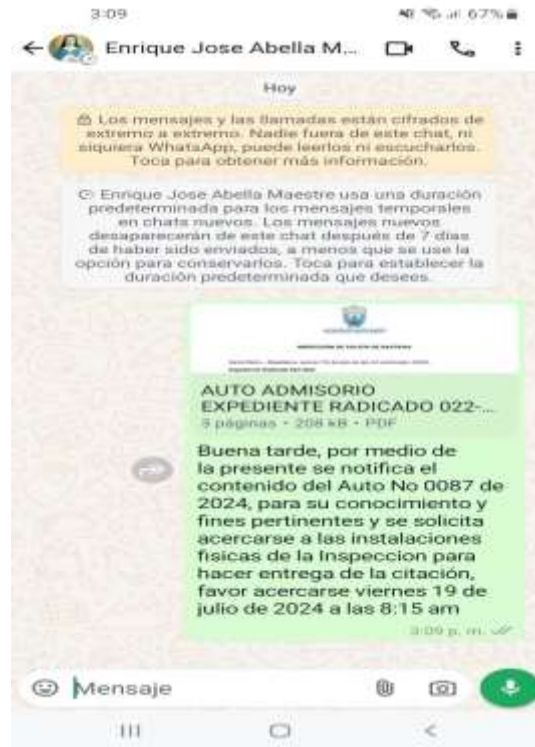 3:09
67%
Enrique Jose Abella M...
Hoy
Los mensajes y las llamadas están cifrados de
extremo a extremo. Nadie fuera de este chat, ni
siquiera WhatsApp, puede leerlos ni escucharlos.
Toca para obtener más información.
Enrique Jose Abella Maestre usa una duración
predeterminada para los mensajes temporales
en chats nuevos. Los mensajes nuevos
desaparecerán de este chat después de 7 días
de haber sido enviados, a menos que se use la
opción para conservarlos. Toca para establecer la
duración predeterminada que desees.
AUTO ADMISORIO
EXPEDIENTE RADICADO 022-...
3 páginas • 208 kB • PDF
Buena tarde, por medio de
la presente se notifica el
contenido del Auto No 0087 de
2024, para su conocimiento y
fines pertinentes y se solicita
acercarse a las instalaciones
fisicas de la Inspeccion para
hacer entrega de la citación,
favor acercarse viernes 19 de
julio de 2024 a las 8:15 am
3:09 p. m.
Mensaje